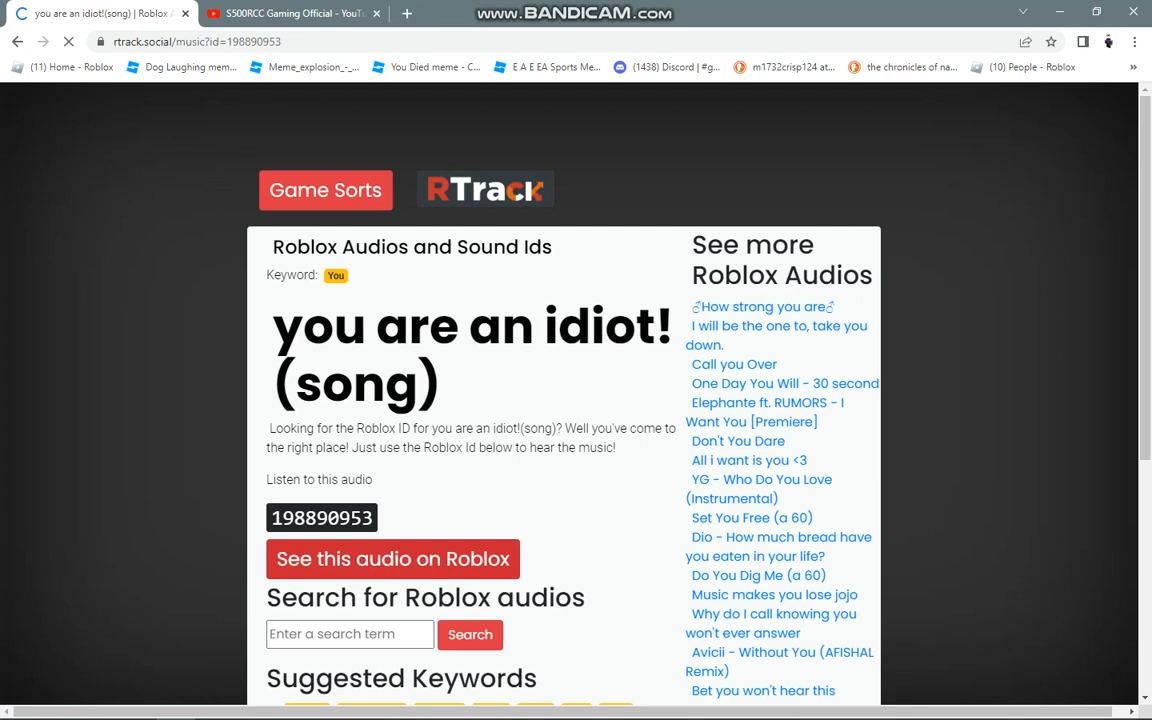 you are an idiot!(song) | Roblox A
S500RCC Gaming Official - YouTu
www.BANDICAM.com
rtrack.social/music?id=198890953
(11) Home - Roblox
Dog Laughing mem...
Meme_explosion_-_...
You Died meme - C...
E A E EA Sports Me...
(1438) Discord | #g...
m1732crisp124 at...
the chronicles of na...
(10) People - Roblox
»
Game Sorts
RTrack
Roblox Audios and Sound Ids
Keyword: You
you are an idiot!
(song)
Looking for the Roblox ID for you are an idiot!(song)? Well you've come to
the right place! Just use the Roblox Id below to hear the music!
Listen to this audio
198890953
See this audio on Roblox
Search for Roblox audios
Enter a search term
Search
Suggested Keywords
See more
Roblox Audios
♂How strong you are♂
I will be the one to, take you
down.
Call you Over
One Day You Will - 30 second
Elephante ft. RUMORS - I
Want You [Premiere]
Don't You Dare
All i want is you <3
YG - Who Do You Love
(Instrumental)
Set You Free (a 60)
Dio - How much bread have
you eaten in your life?
Do You Dig Me (a 60)
Music makes you lose jojo
Why do I call knowing you
won't ever answer
Avicii - Without You (AFISHAL
Remix)
Bet you won't hear this